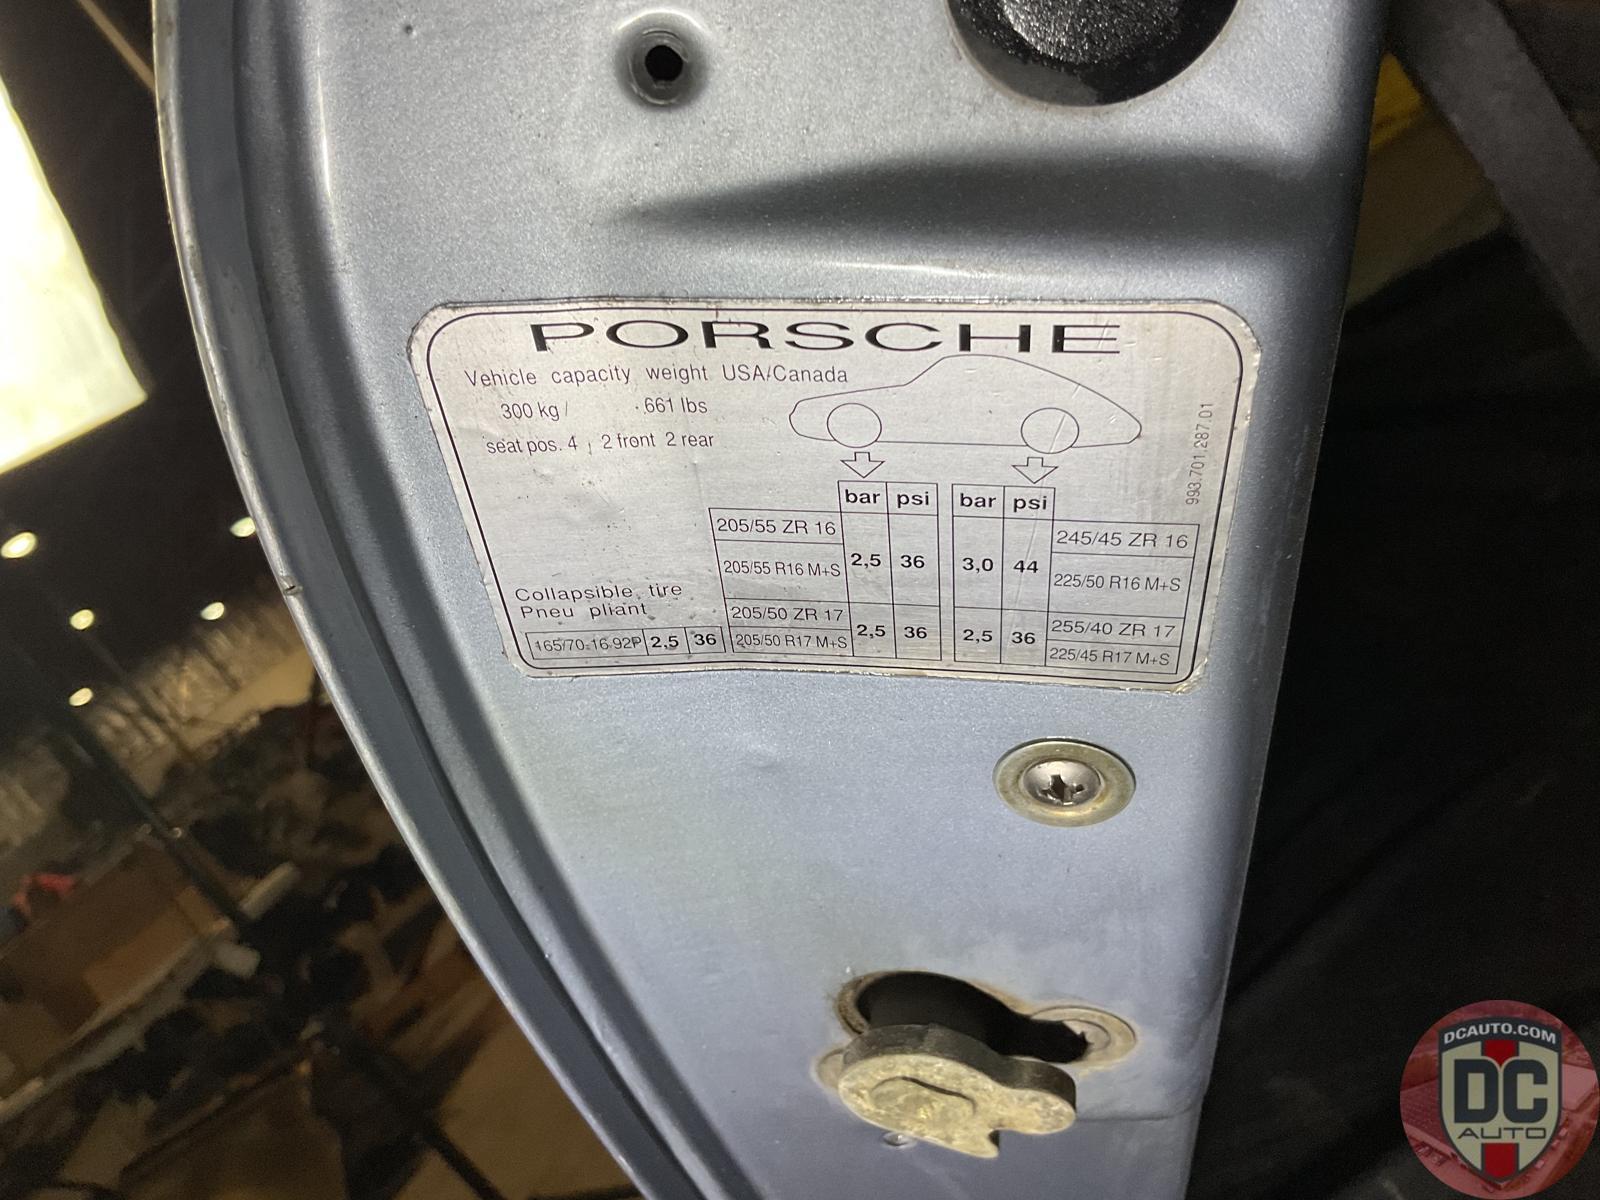 PORSCHE
Vehicle capacity weight USA/Canada
300 kg / 661 lbs
seat pos. 4 , 2 front 2 rear
993.701.287.01
bar psi bar psi
205/55 ZR 16 245/45 ZR 16
2,5 36 3,0 44
205/55 R16 M+S 225/50 R16 M+S
Collapsible tire
Pneu pliant
205/50 ZR 17 255/40 ZR 17
2,5 36 2,5 36
165/70-16 92P 2,5 36 205/50 R17 M+S 225/45 R17 M+S
DCAUTO.COM
DC
AUTO